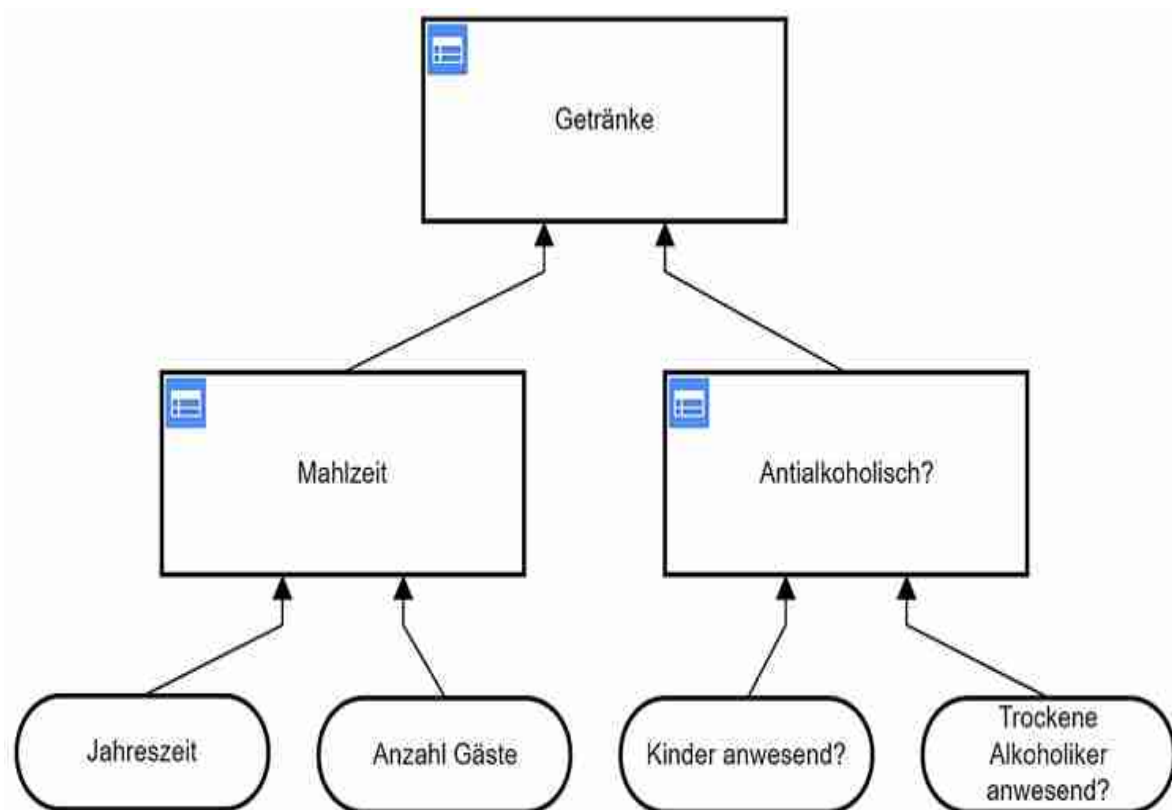 Getränke
Mahlzeit
Antialkoholisch?
Jahreszeit
Anzahl Gäste
Kinder anwesend?
Trockene
Alkoholiker
anwesend?